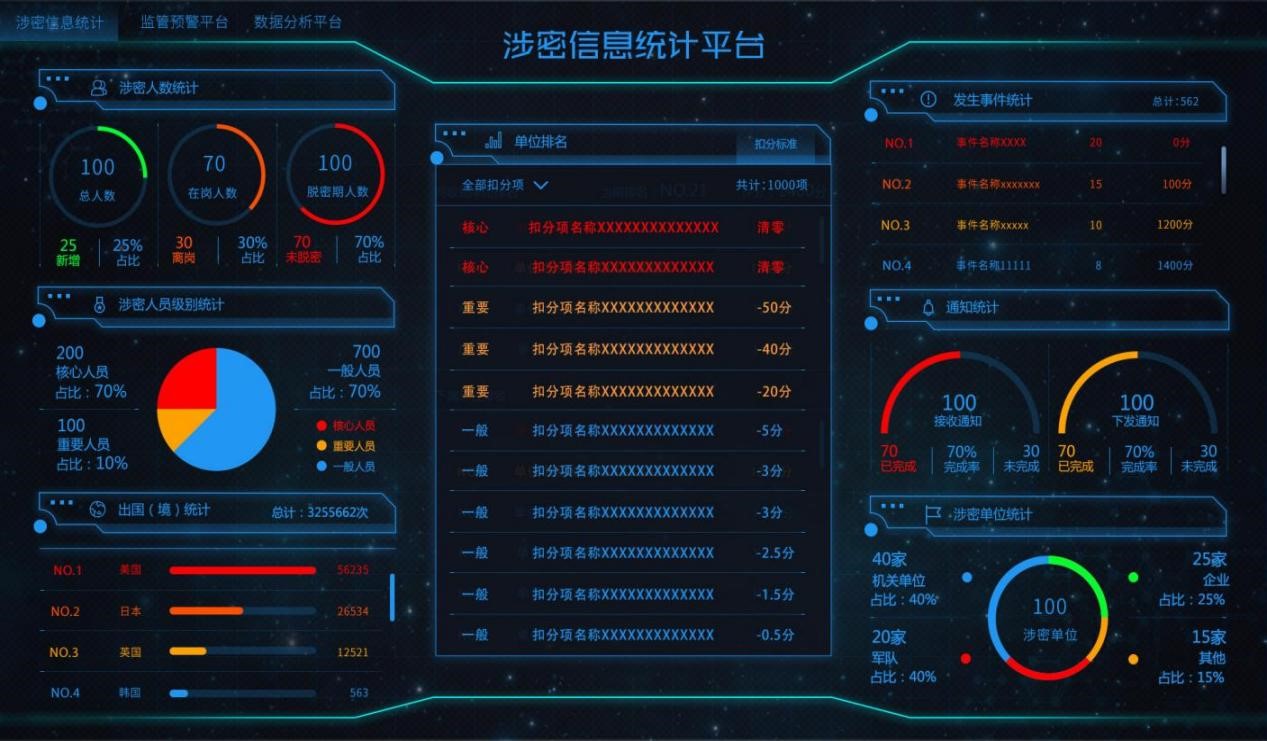 涉密信息统计 监管预警平台 数据分析平台
涉密信息统计平台
涉密人数统计
100 70 100
总人数 在岗人数 脱密期人数
25 25% 30 30% 70 70%
新增 占比 离岗 占比 未脱密 占比
涉密人员级别统计
200
核心人员
占比：70%
100
重要人员
占比：10%
700
一般人员
占比：70%
核心人员
重要人员
一般人员
出国（境）统计 总计：3255662次
NO.1 美国 56235
NO.2 日本 26534
NO.3 英国 12521
NO.4 韩国 563
单位排名 扣分标准
全部扣分项 共计：1000项
核心 扣分项名称XXXXXXXXXXXXXX 清零
核心 扣分项名称XXXXXXXXXXXXX 清零
重要 扣分项名称XXXXXXXXXXXXX -50分
重要 扣分项名称XXXXXXXXXXXXX -40分
重要 扣分项名称XXXXXXXXXXXXX -20分
一般 扣分项名称XXXXXXXXXXXXX -5分
一般 扣分项名称XXXXXXXXXXXXX -3分
一般 扣分项名称XXXXXXXXXXXXX -3分
一般 扣分项名称XXXXXXXXXXXXX -2.5分
一般 扣分项名称XXXXXXXXXXXXX -1.5分
一般 扣分项名称XXXXXXXXXXXXX -0.5分
发生事件统计 总计:562
NO.1 事件名称XXXX 20 0分
NO.2 事件名称xxxxxxx 15 100分
NO.3 事件名称xxxxx 10 1200分
NO.4 事件名称11111 8 1400分
通知统计
100 100
接收通知 下发通知
70 70% 30 70 70% 30
已完成 完成率 未完成 已完成 完成率 未完成
涉密单位统计
40家
机关单位
占比：40%
20家
军队
占比：40%
100
涉密单位
25家
企业
占比：25%
15家
其他
占比：15%